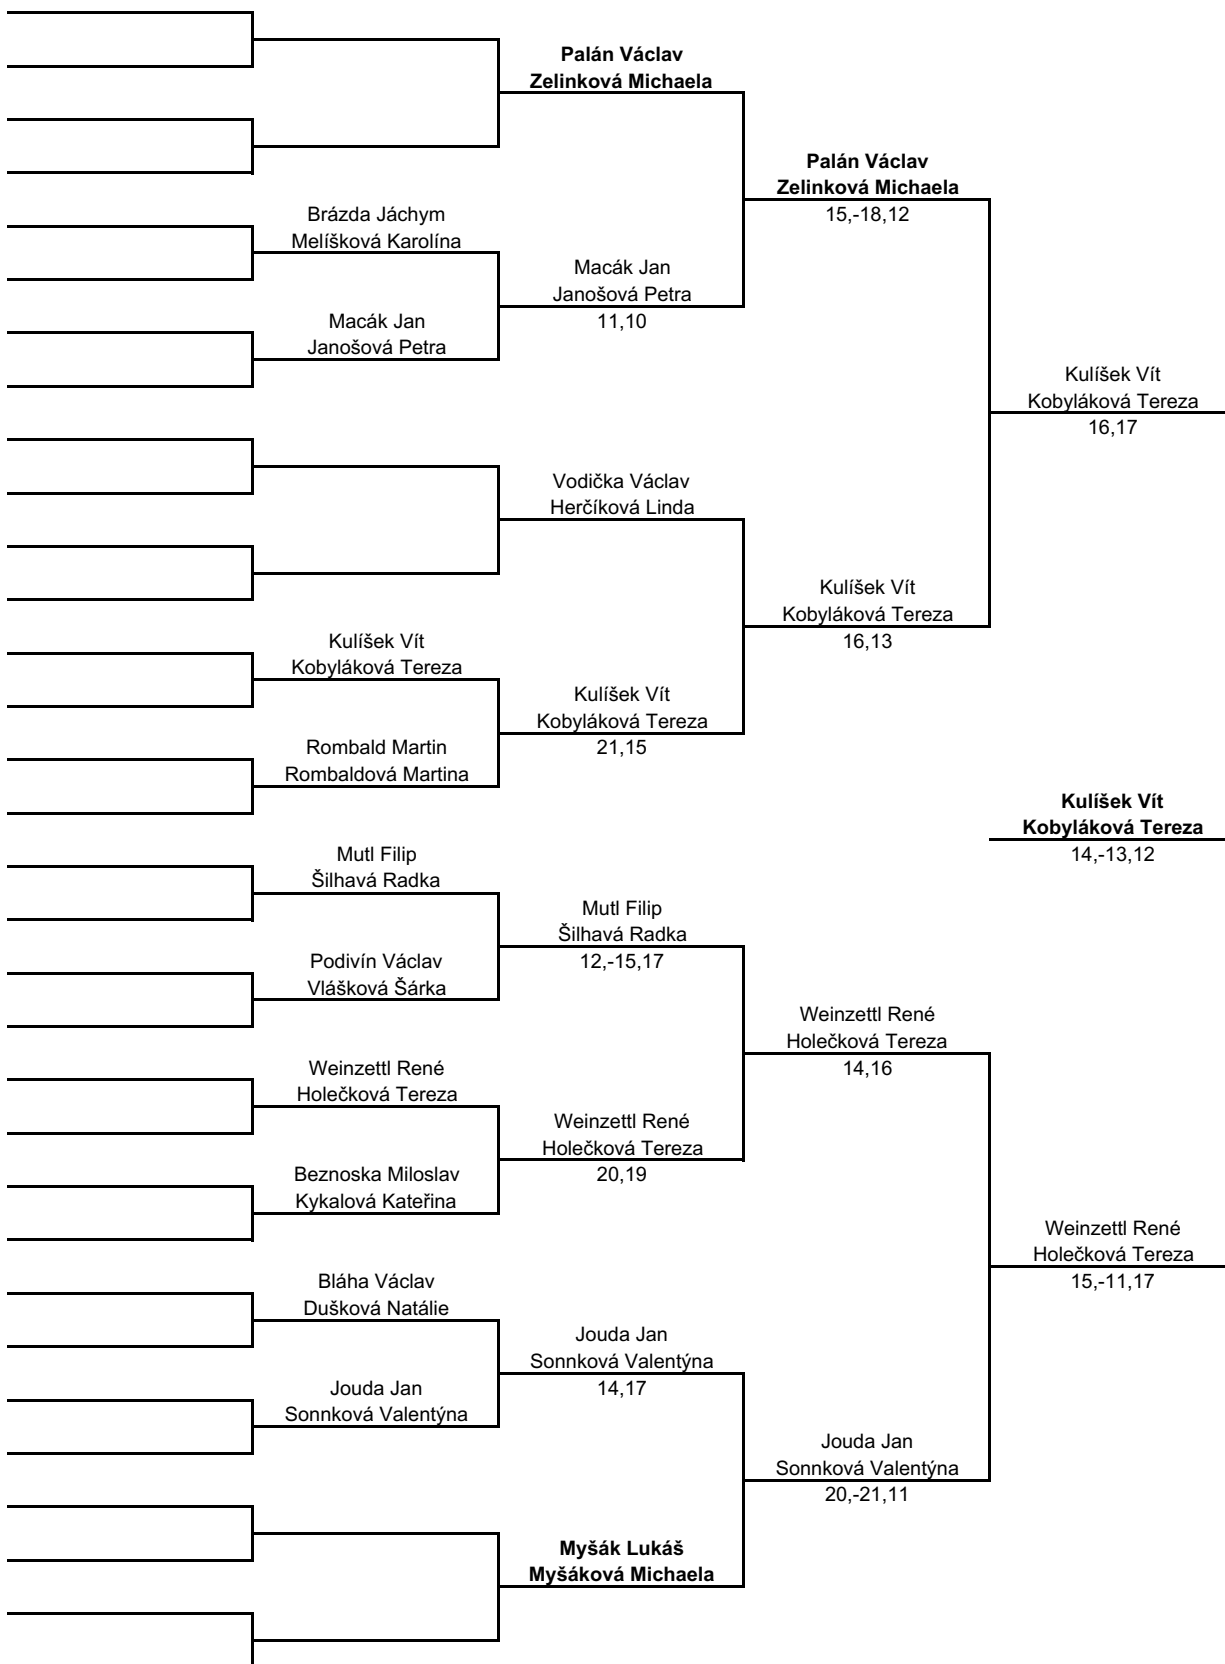 Palán Václav
Zelinková Michaela
Palán Václav
Zelinková Michaela
15,-18,12
Brázda Jáchym
Melíšková Karolína
Macák Jan
Janošová Petra
11,10
Macák Jan
Janošová Petra
Kulíšek Vít
Kobyláková Tereza
16,17
Vodička Václav
Herčíková Linda
Kulíšek Vít
Kobyláková Tereza
16,13
Kulíšek Vít
Kobyláková Tereza
Kulíšek Vít
Kobyláková Tereza
21,15
Rombald Martin
Rombaldová Martina
Kulíšek Vít
Kobyláková Tereza
14,-13,12
Mutl Filip
Šilhavá Radka
Mutl Filip
Šilhavá Radka
12,-15,17
Podivín Václav
Vlášková Šárka
Weinzettl René
Holečková Tereza
14,16
Weinzettl René
Holečková Tereza
Weinzettl René
Holečková Tereza
20,19
Beznoska Miloslav
Kykalová Kateřina
Weinzettl René
Holečková Tereza
15,-11,17
Bláha Václav
Dušková Natálie
Jouda Jan
Sonnková Valentýna
14,17
Jouda Jan
Sonnková Valentýna
Jouda Jan
Sonnková Valentýna
20,-21,11
Myšák Lukáš
Myšáková Michaela